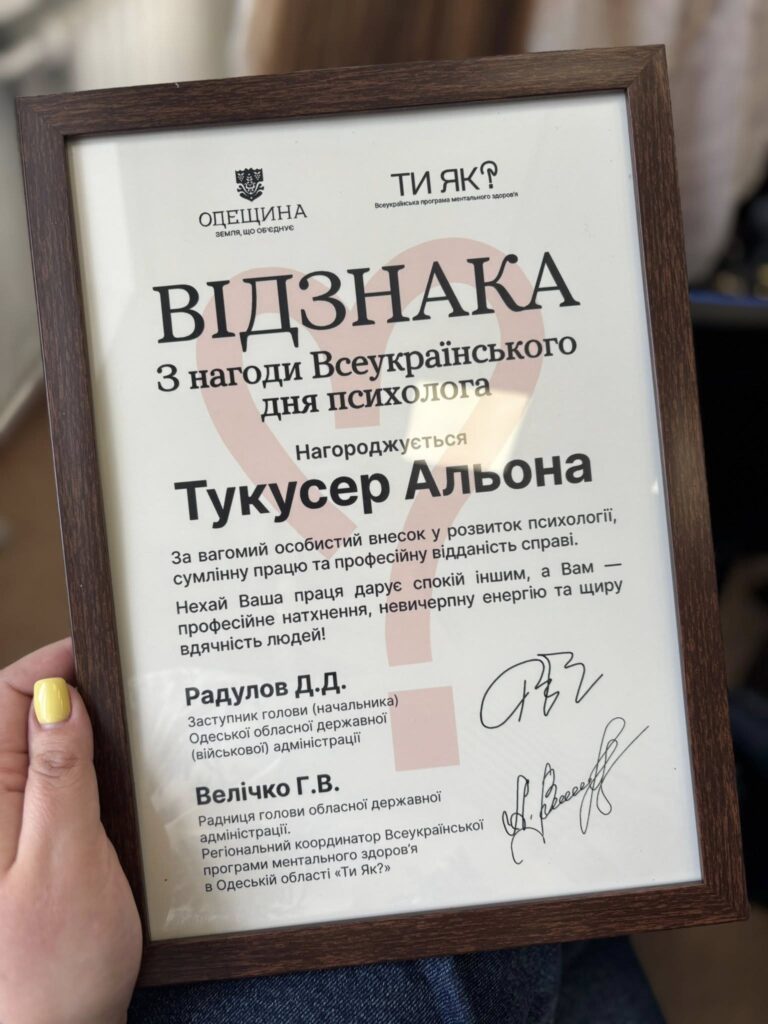 ОДЕЩИНА
ЗЕМЛЯ, ЩО ОБ'ЄДНУЄ
ТИ ЯК?
Всеукраїнська програма ментального здоров'я
ВІДЗНАКА
З нагоди Всеукраїнського
дня психолога
Нагороджується
Тукусер Альона
За вагомий особистий внесок у розвиток психології,
сумлінну працю та професійну відданість справі.
Нехай Ваша праця дарує спокій іншим, а Вам —
професійне натхнення, невичерпну енергію та щиру
вдячність людей!
Радулов Д.Д.
Заступник голови (начальника)
Одеської обласної державної
(військової) адміністрації
Велічко Г.В.
Радниця голови обласної державної
адміністрації.
Регіональний координатор Всеукраїнської
програми ментального здоров'я
в Одеській області «Ти Як?»